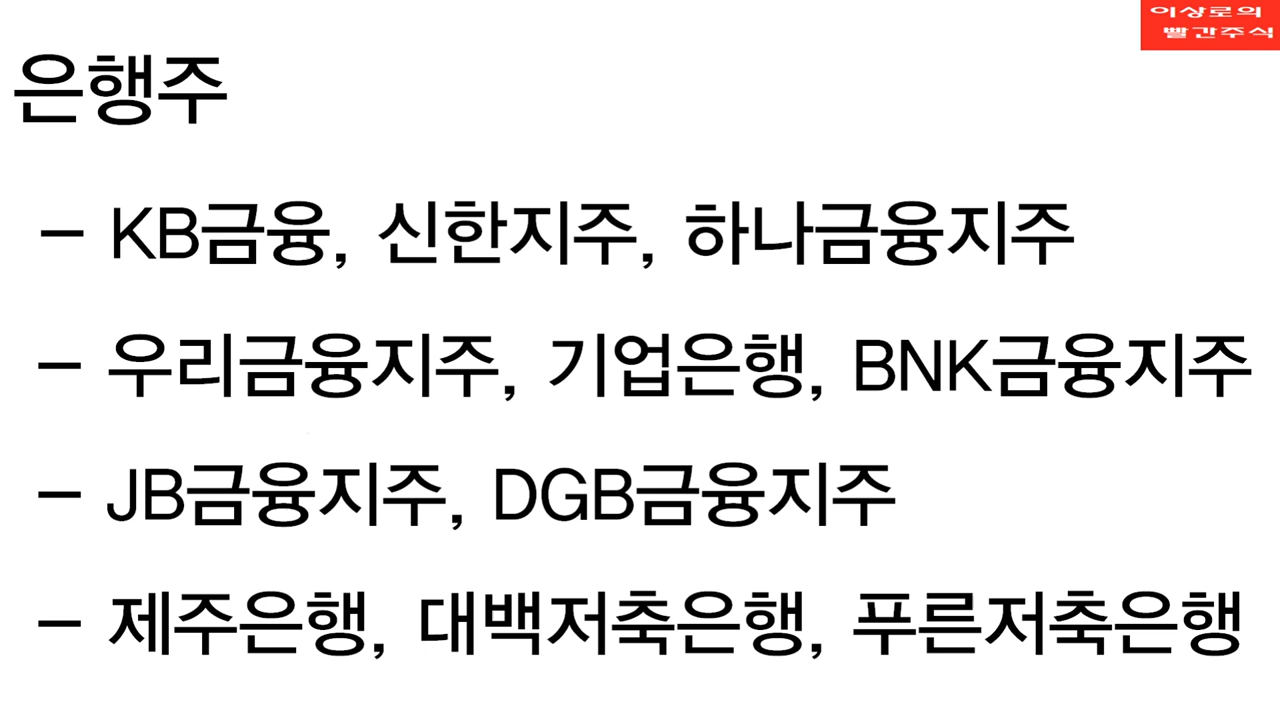 이상로의
빨간주식
은행주
- KB금융, 신한지주, 하나금융지주
- 우리금융지주, 기업은행, BNK금융지주
- JB금융지주, DGB금융지주
- 제주은행, 대백저축은행, 푸른저축은행